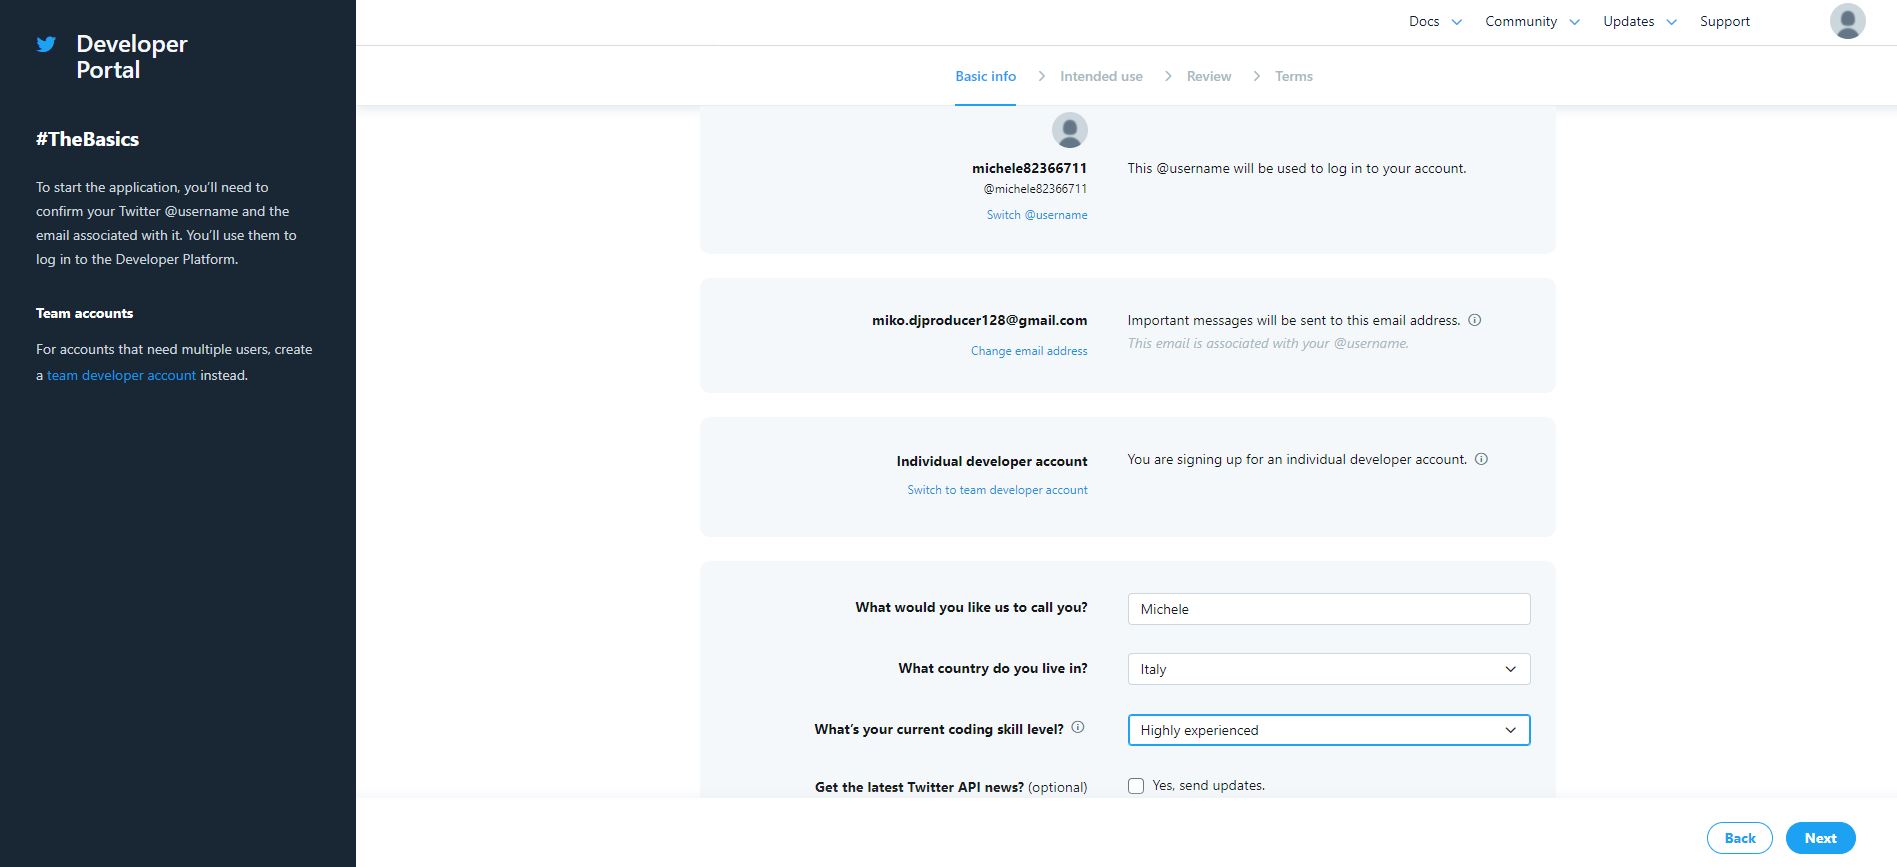 Developer
Portal
#TheBasics
To start the application, you’ll need to
confirm your Twitter @username and the
email associated with it. You’ll use them to
log in to the Developer Platform.
Team accounts
For accounts that need multiple users, create
a team developer account instead.
Docs
Community
Updates
Support
Basic info
Intended use
Review
Terms
michele82366711
@michele82366711
Switch @username
This @username will be used to log in to your account.
miko.djproducer128@gmail.com
Change email address
Important messages will be sent to this email address.
This email is associated with your @username.
Individual developer account
Switch to team developer account
You are signing up for an individual developer account.
What would you like us to call you?
Michele
What country do you live in?
Italy
What’s your current coding skill level?
Highly experienced
Get the latest Twitter API news? (optional)
Yes, send updates.
Back
Next